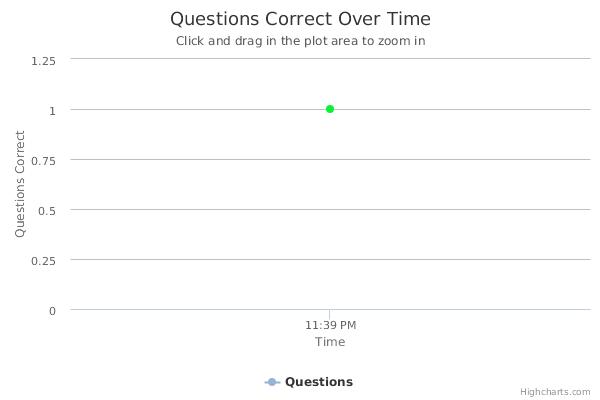 Questions Correct Over Time
Click and drag in the plot area to zoom in
1.25
1
0.75
0.5
0.25
0
Questions Correct
11:39 PM
Time
Questions
Highcharts.com